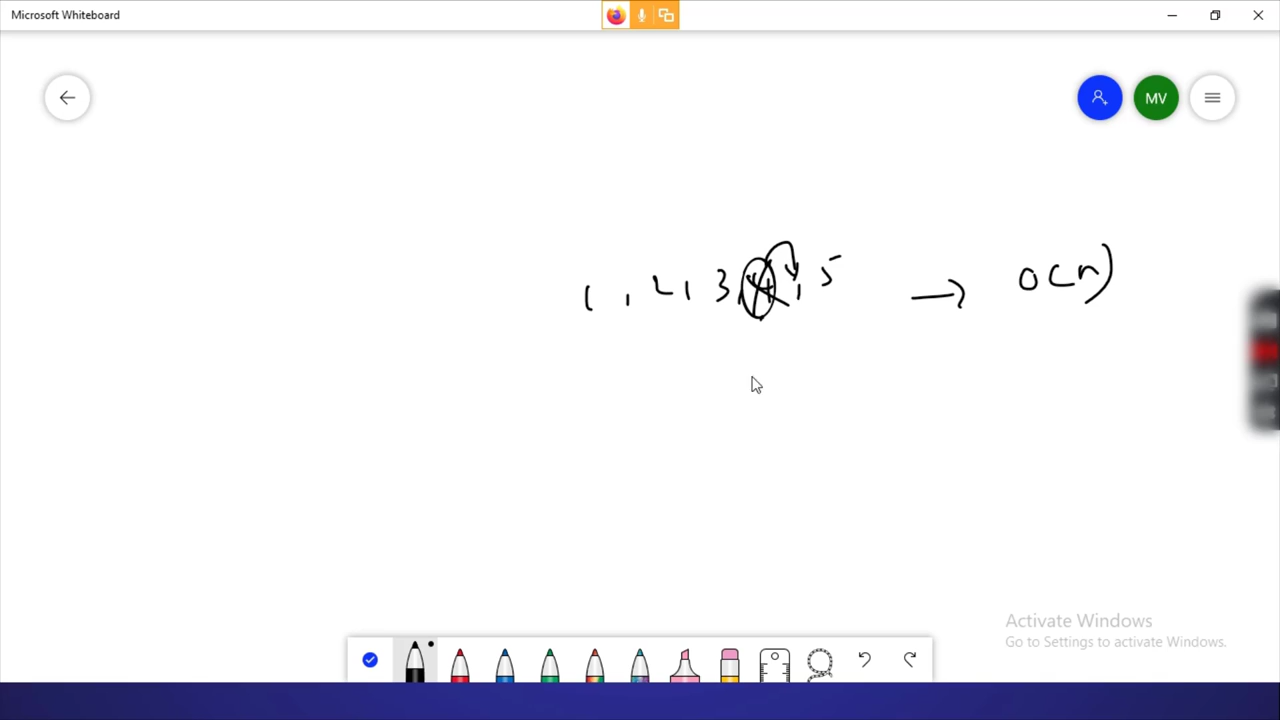 Microsoft Whiteboard
MV
1, 2, 3, 4, 5 → O(n)
Activate Windows
Go to Settings to activate Windows.